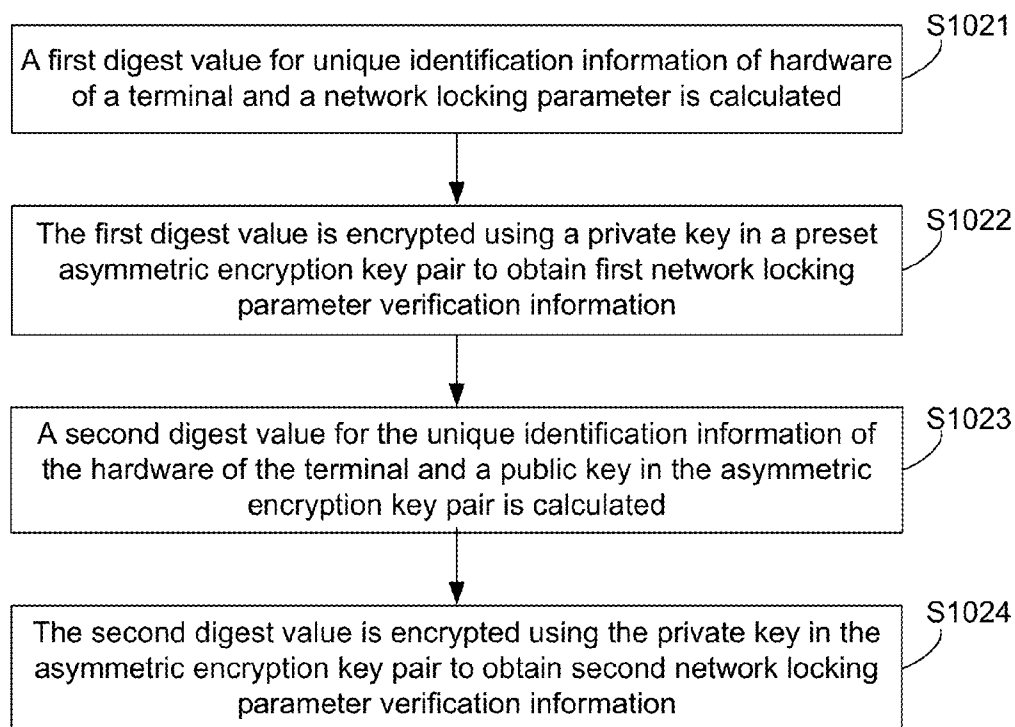 S1021
A first digest value for unique identification information of hardware
of a terminal and a network locking parameter is calculated
S1022
The first digest value is encrypted using a private key in a preset
asymmetric encryption key pair to obtain first network locking
parameter verification information
S1023
A second digest value for the unique identification information of
the hardware of the terminal and a public key in the asymmetric
encryption key pair is calculated
S1024
The second digest value is encrypted using the private key in the
asymmetric encryption key pair to obtain second network locking
parameter verification information